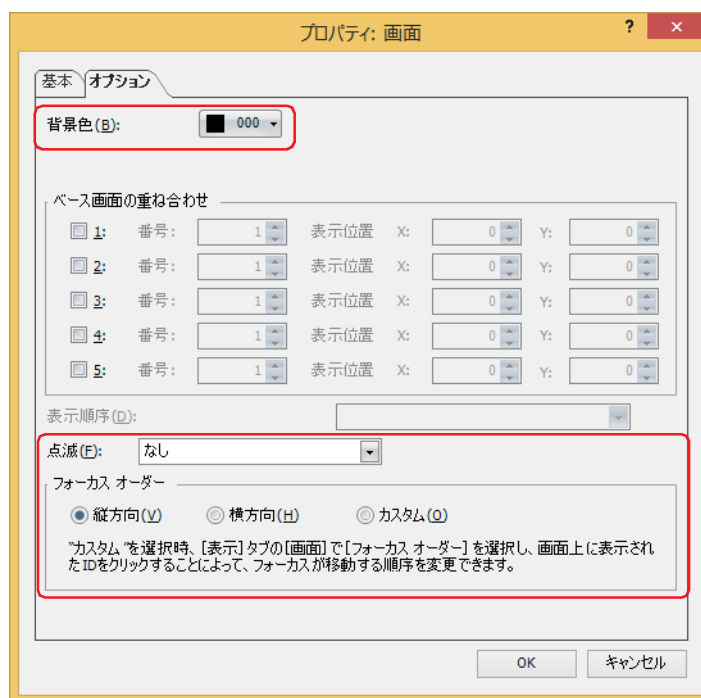 プロパティ: 画面
? ×
基本 オプション
背景色(B): 000
ベース画面の重ね合わせ
1: 番号: 1 表示位置 X: 0 Y: 0
2: 番号: 1 表示位置 X: 0 Y: 0
3: 番号: 1 表示位置 X: 0 Y: 0
4: 番号: 1 表示位置 X: 0 Y: 0
5: 番号: 1 表示位置 X: 0 Y: 0
表示順序(D):
点滅(F): なし
フォーカス オーダー
縦方向(V) 横方向(H) カスタム(O)
"カスタム"を選択時、[表示]タブの[画面]で[フォーカス オーダー]を選択し、画面上に表示され
たIDをクリックすることによって、フォーカスが移動する順序を変更できます。
OK キャンセル